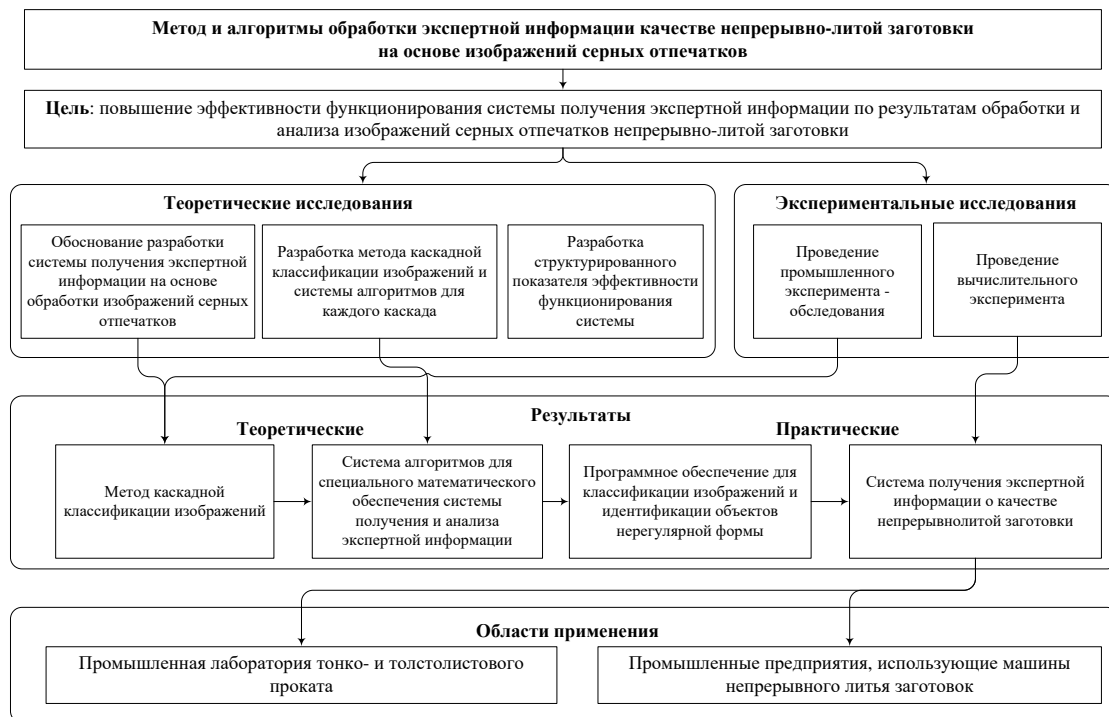 Метод и алгоритмы обработки экспертной информации качестве непрерывно-литой заготовки
на основе изображений серных отпечатков
Цель: повышение эффективности функционирования системы получения экспертной информации по результатам обработки и
анализа изображений серных отпечатков непрерывно-литой заготовки
Теоретические исследования
Обоснование разработки
системы получения экспертной
информации на основе
обработки изображений серных
отпечатков
Разработка метода каскадной
классификации изображений и
системы алгоритмов для
каждого каскада
Разработка
структурированного
показателя эффективности
функционирования
системы
Экспериментальные исследования
Проведение
промышленного
эксперимента -
обследования
Проведение
вычислительного
эксперимента
Результаты
Теоретические
Практические
Метод каскадной
классификации изображений
Система алгоритмов для
специального математического
обеспечения системы
получения и анализа
экспертной информации
Программное обеспечение для
классификации изображений и
идентификации объектов
нерегулярной формы
Система получения экспертной
информации о качестве
непрерывнолитой заготовки
Области применения
Промышленная лаборатория тонко- и толстолистового
проката
Промышленные предприятия, использующие машины
непрерывного литья заготовок